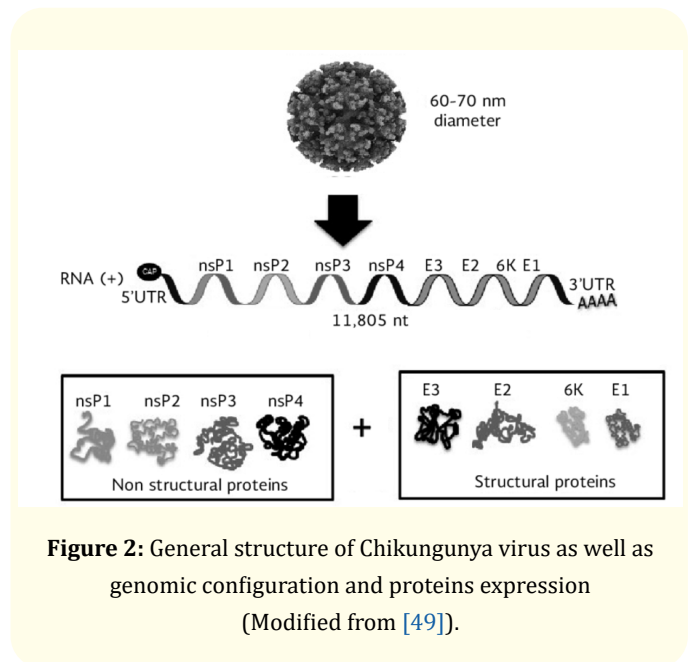 60-70 nm
diameter
nsP1 nsP2 nsP3 nsP4 E3 E2 6K E1
RNA (+) CAP 3'UTR
5'UTR AAAA
11,805 nt
nsP1 nsP2 nsP3 nsP4
E3 E2 6K E1
+
Non structural proteins
Structural proteins
Figure 2: General structure of Chikungunya virus as well as
genomic configuration and proteins expression
(Modified from [49]).